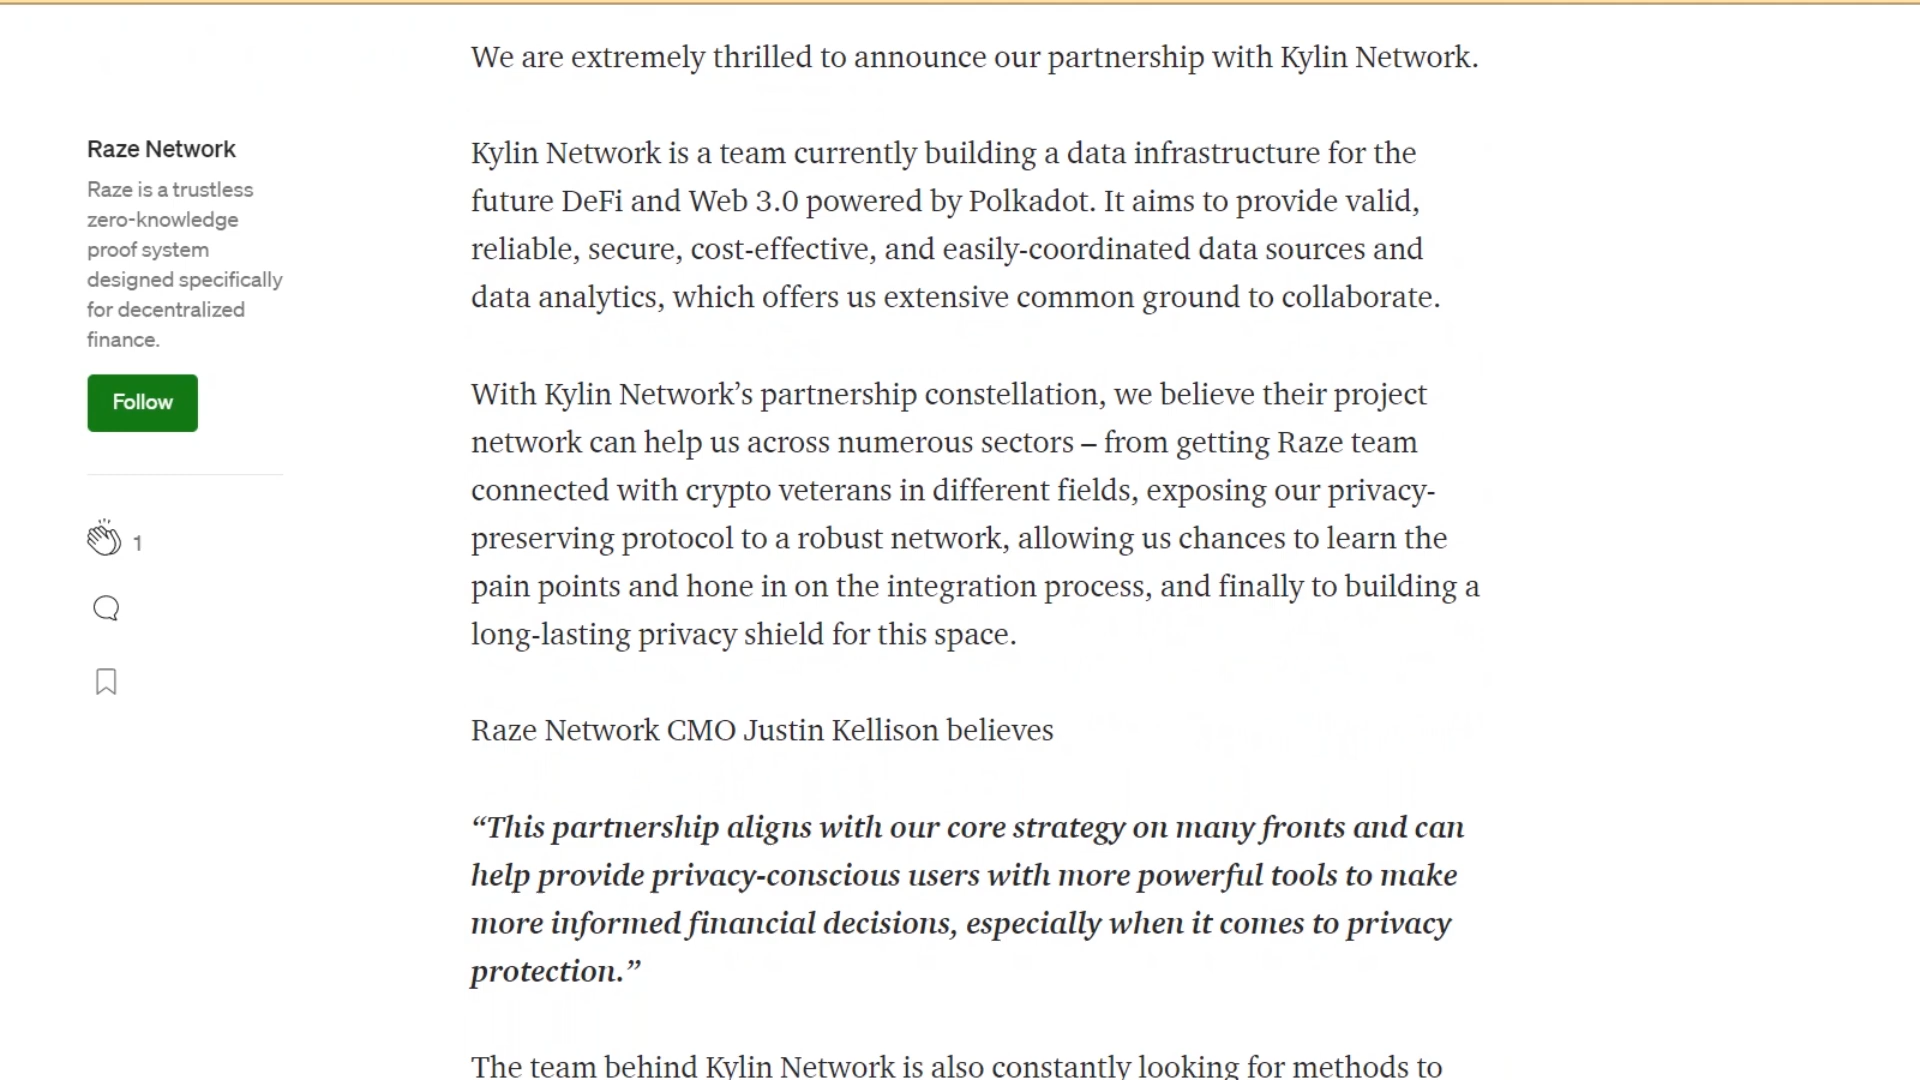 We are extremely thrilled to announce our partnership with Kylin Network.
Raze Network
Raze is a trustless
zero-knowledge
proof system
designed specifically
for decentralized
finance.
Follow
1
Kylin Network is a team currently building a data infrastructure for the
future DeFi and Web 3.0 powered by Polkadot. It aims to provide valid,
reliable, secure, cost-effective, and easily-coordinated data sources and
data analytics, which offers us extensive common ground to collaborate.
With Kylin Network’s partnership constellation, we believe their project
network can help us across numerous sectors – from getting Raze team
connected with crypto veterans in different fields, exposing our privacy-
preserving protocol to a robust network, allowing us chances to learn the
pain points and hone in on the integration process, and finally to building a
long-lasting privacy shield for this space.
Raze Network CMO Justin Kellison believes
“This partnership aligns with our core strategy on many fronts and can
help provide privacy-conscious users with more powerful tools to make
more informed financial decisions, especially when it comes to privacy
protection.”
The team behind Kylin Network is also constantly looking for methods to